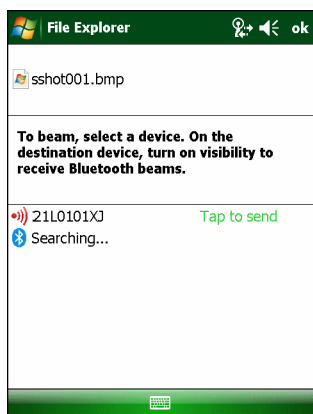 File Explorer
ok
sshot001.bmp
To beam, select a device. On the
destination device, turn on visibility to
receive Bluetooth beams.
21L0101XJ Tap to send
Searching...